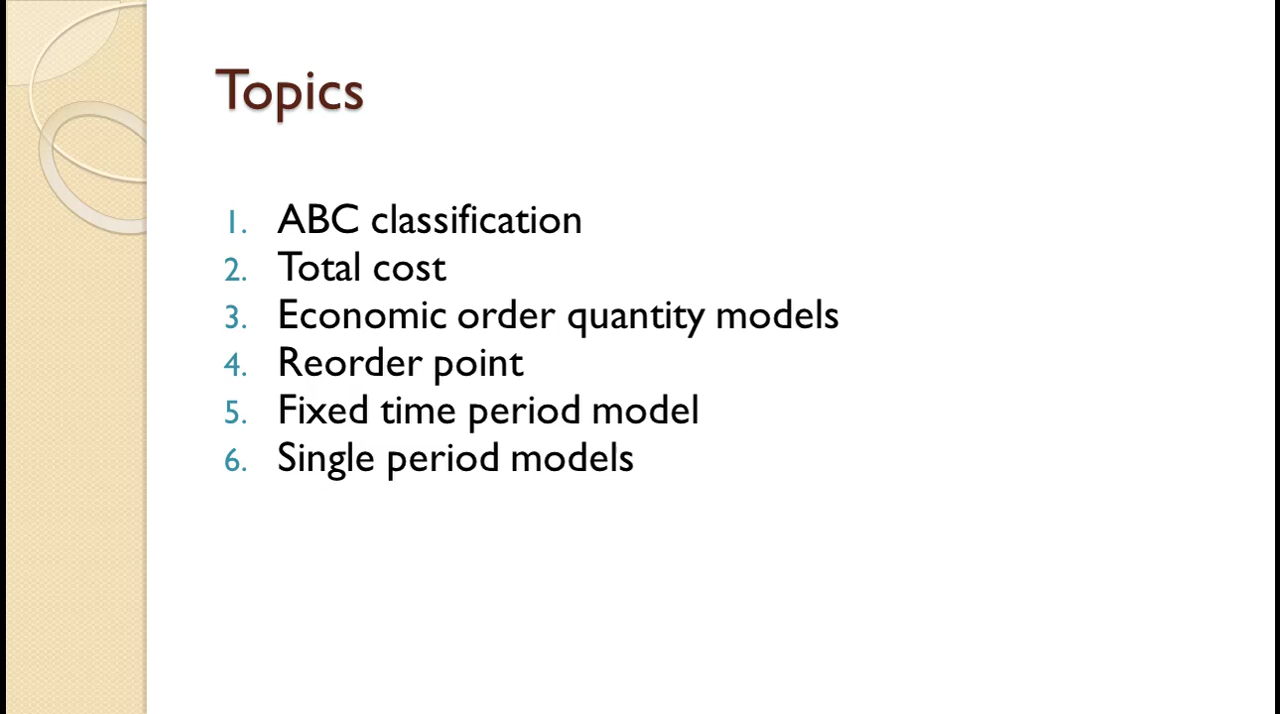 Topics
1. ABC classification
2. Total cost
3. Economic order quantity models
4. Reorder point
5. Fixed time period model
6. Single period models